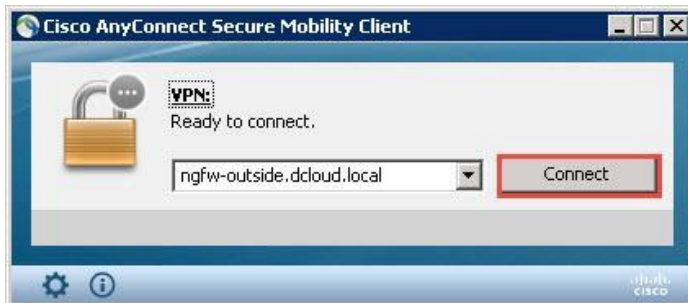 Cisco AnyConnect Secure Mobility Client
VPN:
Ready to connect.
ngfw-outside.dcloud.local
Connect
cisco